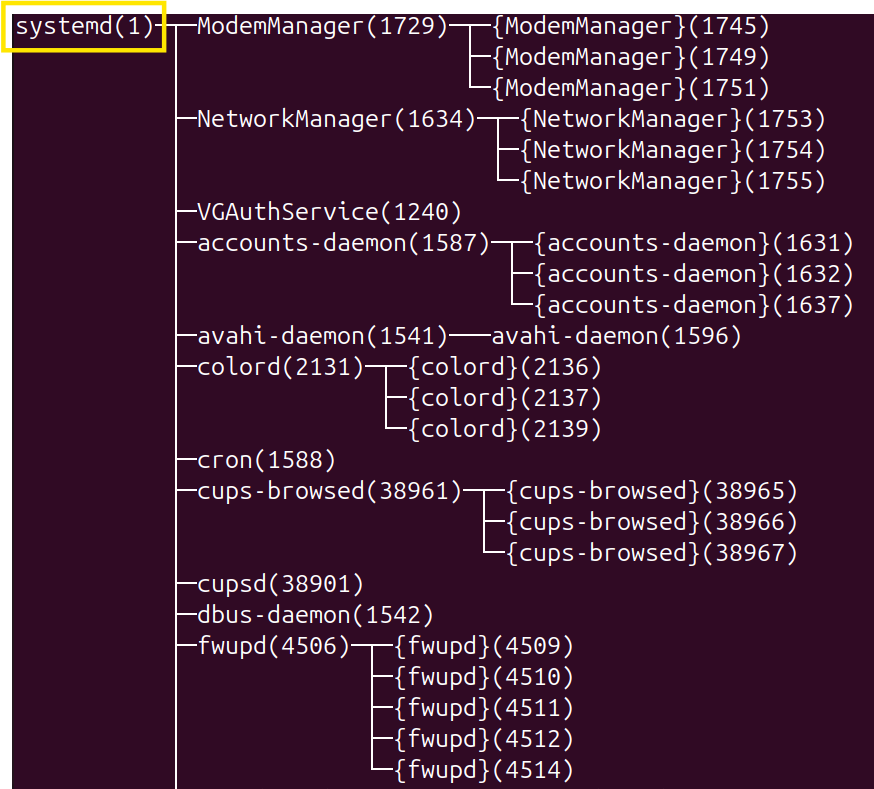 systemd(1)─┬─ModemManager(1729)─┬─{ModemManager}(1745)
├─{ModemManager}(1749)
└─{ModemManager}(1751)
├─NetworkManager(1634)─┬─{NetworkManager}(1753)
├─{NetworkManager}(1754)
└─{NetworkManager}(1755)
├─VGAuthService(1240)
├─accounts-daemon(1587)─┬─{accounts-daemon}(1631)
├─{accounts-daemon}(1632)
└─{accounts-daemon}(1637)
├─avahi-daemon(1541)───avahi-daemon(1596)
├─colord(2131)─┬─{colord}(2136)
├─{colord}(2137)
└─{colord}(2139)
├─cron(1588)
├─cups-browsed(38961)─┬─{cups-browsed}(38965)
├─{cups-browsed}(38966)
└─{cups-browsed}(38967)
├─cupsd(38901)
├─dbus-daemon(1542)
├─fwupd(4506)─┬─{fwupd}(4509)
├─{fwupd}(4510)
├─{fwupd}(4511)
├─{fwupd}(4512)
└─{fwupd}(4514)